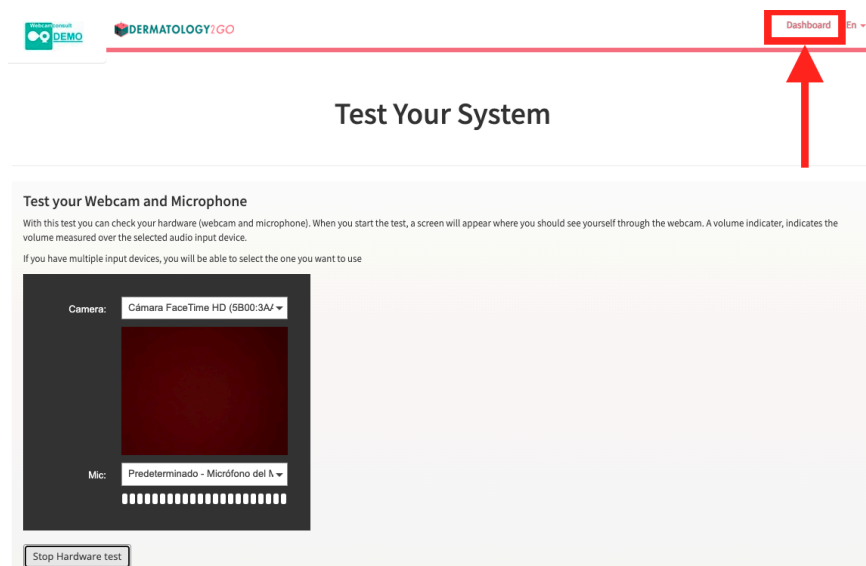 Webcamconsult
DEMO
DERMATOLOGY2GO
Dashboard
En
Test Your System
Test your Webcam and Microphone
With this test you can check your hardware (webcam and microphone). When you start the test, a screen will appear where you should see yourself through the webcam. A volume indicater, indicates the
volume measured over the selected audio input device.
If you have multiple input devices, you will be able to select the one you want to use
Camera:
Cámara FaceTime HD (5B00:3A
Mic:
Predeterminado - Micrófono del
Stop Hardware test